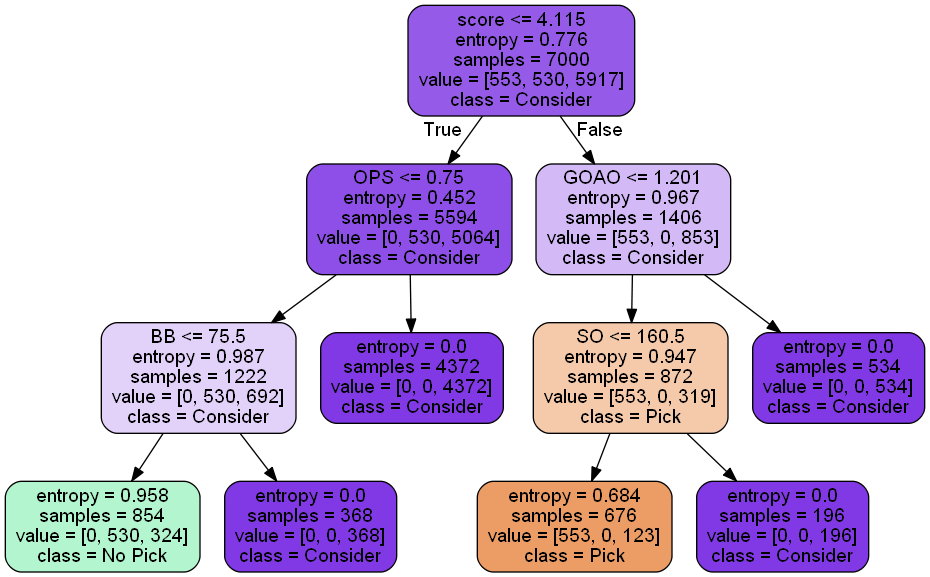 score <= 4.115
entropy = 0.776
samples = 7000
value = [553, 530, 5917]
class = Consider
True
False
OPS <= 0.75
entropy = 0.452
samples = 5594
value = [0, 530, 5064]
class = Consider
GOAO <= 1.201
entropy = 0.967
samples = 1406
value = [553, 0, 853]
class = Consider
BB <= 75.5
entropy = 0.987
samples = 1222
value = [0, 530, 692]
class = Consider
entropy = 0.0
samples = 4372
value = [0, 0, 4372]
class = Consider
SO <= 160.5
entropy = 0.947
samples = 872
value = [553, 0, 319]
class = Pick
entropy = 0.0
samples = 534
value = [0, 0, 534]
class = Consider
entropy = 0.958
samples = 854
value = [0, 530, 324]
class = No Pick
entropy = 0.0
samples = 368
value = [0, 0, 368]
class = Consider
entropy = 0.684
samples = 676
value = [553, 0, 123]
class = Pick
entropy = 0.0
samples = 196
value = [0, 0, 196]
class = Consider